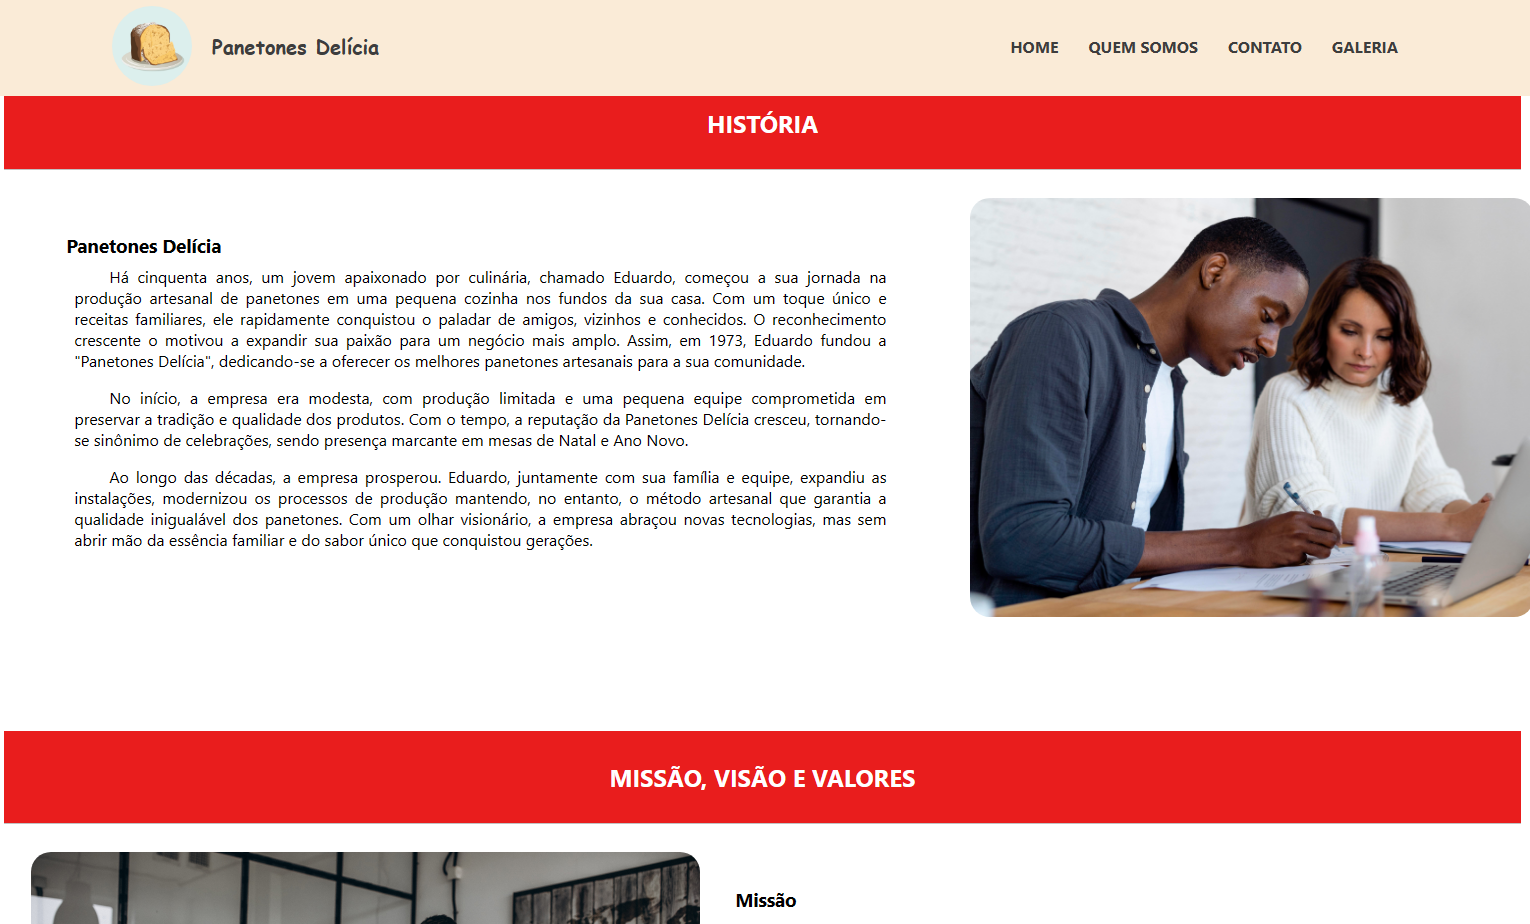 Panetones Delícia
HOME QUEM SOMOS CONTATO GALERIA
HISTÓRIA
Panetones Delícia
Há cinquenta anos, um jovem apaixonado por culinária, chamado Eduardo, começou a sua jornada na
produção artesanal de panetones em uma pequena cozinha nos fundos da sua casa. Com um toque único e
receitas familiares, ele rapidamente conquistou o paladar de amigos, vizinhos e conhecidos. O reconhecimento
crescente o motivou a expandir sua paixão para um negócio mais amplo. Assim, em 1973, Eduardo fundou a
"Panetones Delícia", dedicando-se a oferecer os melhores panetones artesanais para a sua comunidade.
No início, a empresa era modesta, com produção limitada e uma pequena equipe comprometida em
preservar a tradição e qualidade dos produtos. Com o tempo, a reputação da Panetones Delícia cresceu, tornando-
se sinônimo de celebrações, sendo presença marcante em mesas de Natal e Ano Novo.
Ao longo das décadas, a empresa prosperou. Eduardo, juntamente com sua família e equipe, expandiu as
instalações, modernizou os processos de produção mantendo, no entanto, o método artesanal que garantia a
qualidade inigualável dos panetones. Com um olhar visionário, a empresa abraçou novas tecnologias, mas sem
abrir mão da essência familiar e do sabor único que conquistou gerações.
MISSÃO, VISÃO E VALORES
Missão